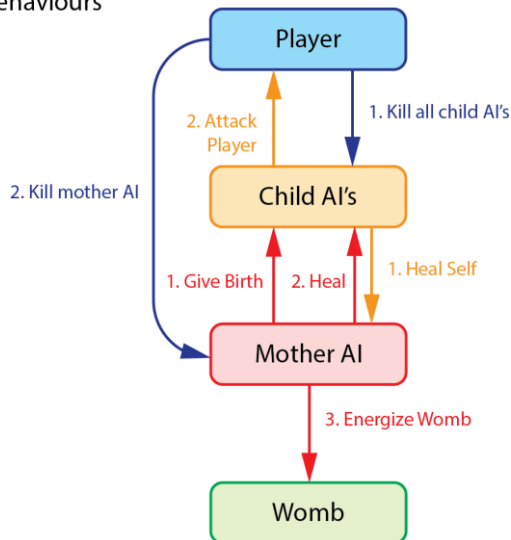 Player
1. Kill all child AI's
2. Attack
Player
2. Kill mother AI
Child AI's
1. Give Birth
2. Heal
1. Heal Self
Mother AI
3. Energize Womb
Womb